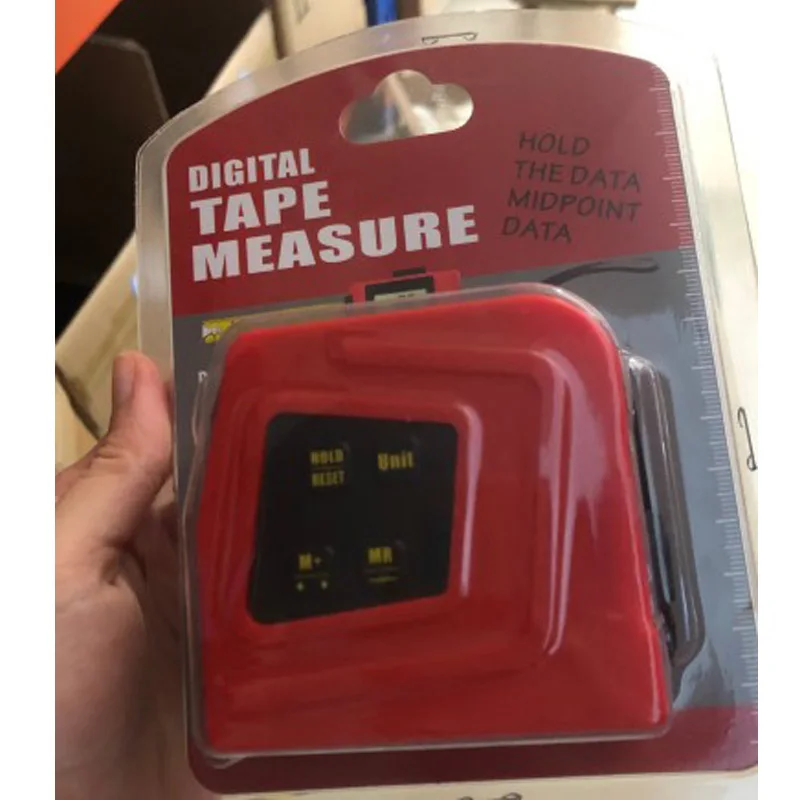 DIGITAL
TAPE
MEASURE
HOLD
THE DATA
MIDPOINT
DATA
HOLD
RESET
Unit
M+
MR